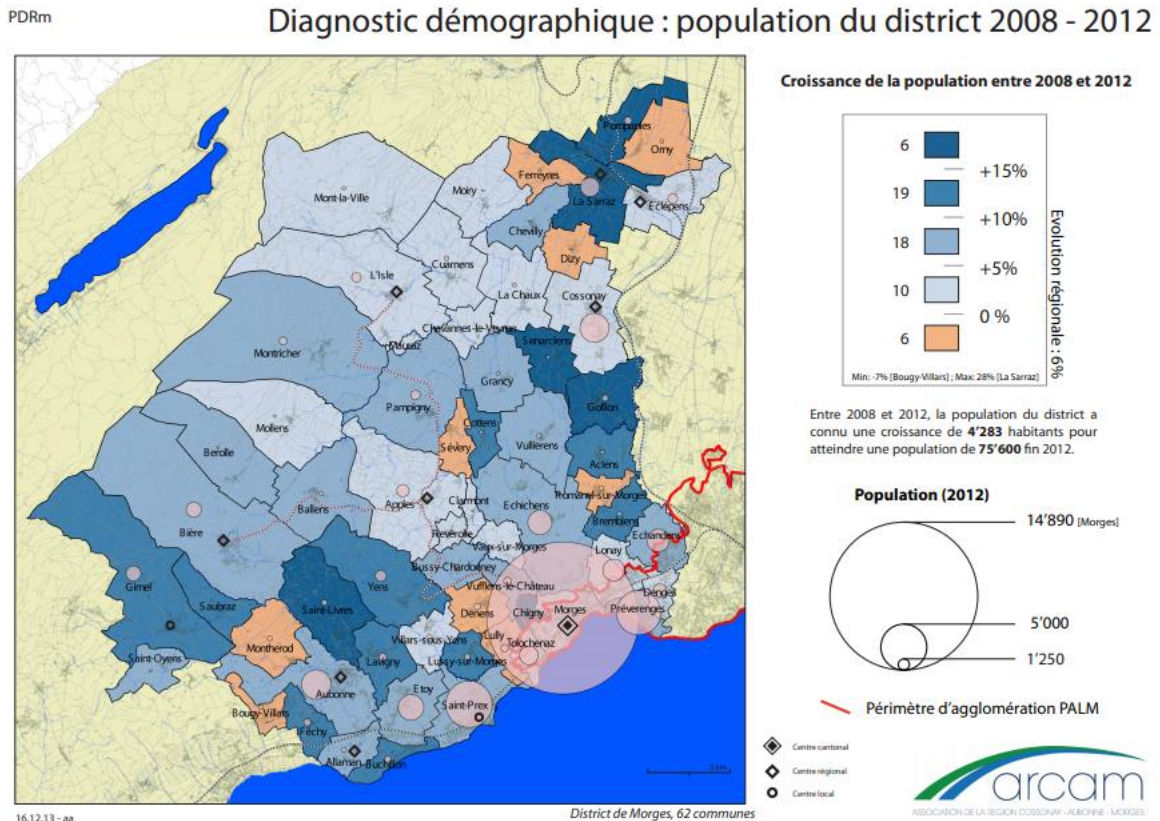 PDRm
Diagnostic démographique : population du district 2008 - 2012
Croissance de la population entre 2008 et 2012
6
+15%
19
+10%
18
+5%
10
0 %
6
Evolution régionale : 6%
Min: -7% [Bougy-Villars] ; Max: 28% [La Sarraz]
Entre 2008 et 2012, la population du district a
connu une croissance de 4'283 habitants pour
atteindre une population de 75'600 fin 2012.
Population (2012)
14'890 [Morges]
5'000
1'250
Périmètre d'agglomération PALM
Centre cantonal
Centre régional
Centre local
arcam
ASSOCIATION DE LA RÉGION COSSONAY - AUBONNE - MORGES
Pompaples
Orny
Ferreyres
La Sarraz
Eclépens
Mont-la-Ville
Moiry
Chevilly
Dizy
Cuarnens
L'Isle
La Chaux
Cossonay
Chavannes-le-Veyron
Mauraz
Senarclens
Montricher
Grancy
Gollion
Pampigny
Mollens
Cottens
Sévery
Vullierens
Berolle
Aclens
Romanel-sur-Morges
Clarmont
Apples
Echichens
Ballens
Bremblens
Bière
Reverolle
Echandens
Vaux-sur-Morges
Lonay
Bussy-Chardonney
Gimel
Yens
Vufflens-le-Château
Denges
Saubraz
Saint-Livres
Denens
Chigny
Morges
Préverenges
Villars-sous-Yens
Lully
Tolochenaz
Montherod
Saint-Oyens
Lavigny
Lussy-sur-Morges
Aubonne
Etoy
Saint-Prex
Bougy-Villars
Féchy
Allaman
Buchillon
16.12.13 - aa
District de Morges, 62 communes